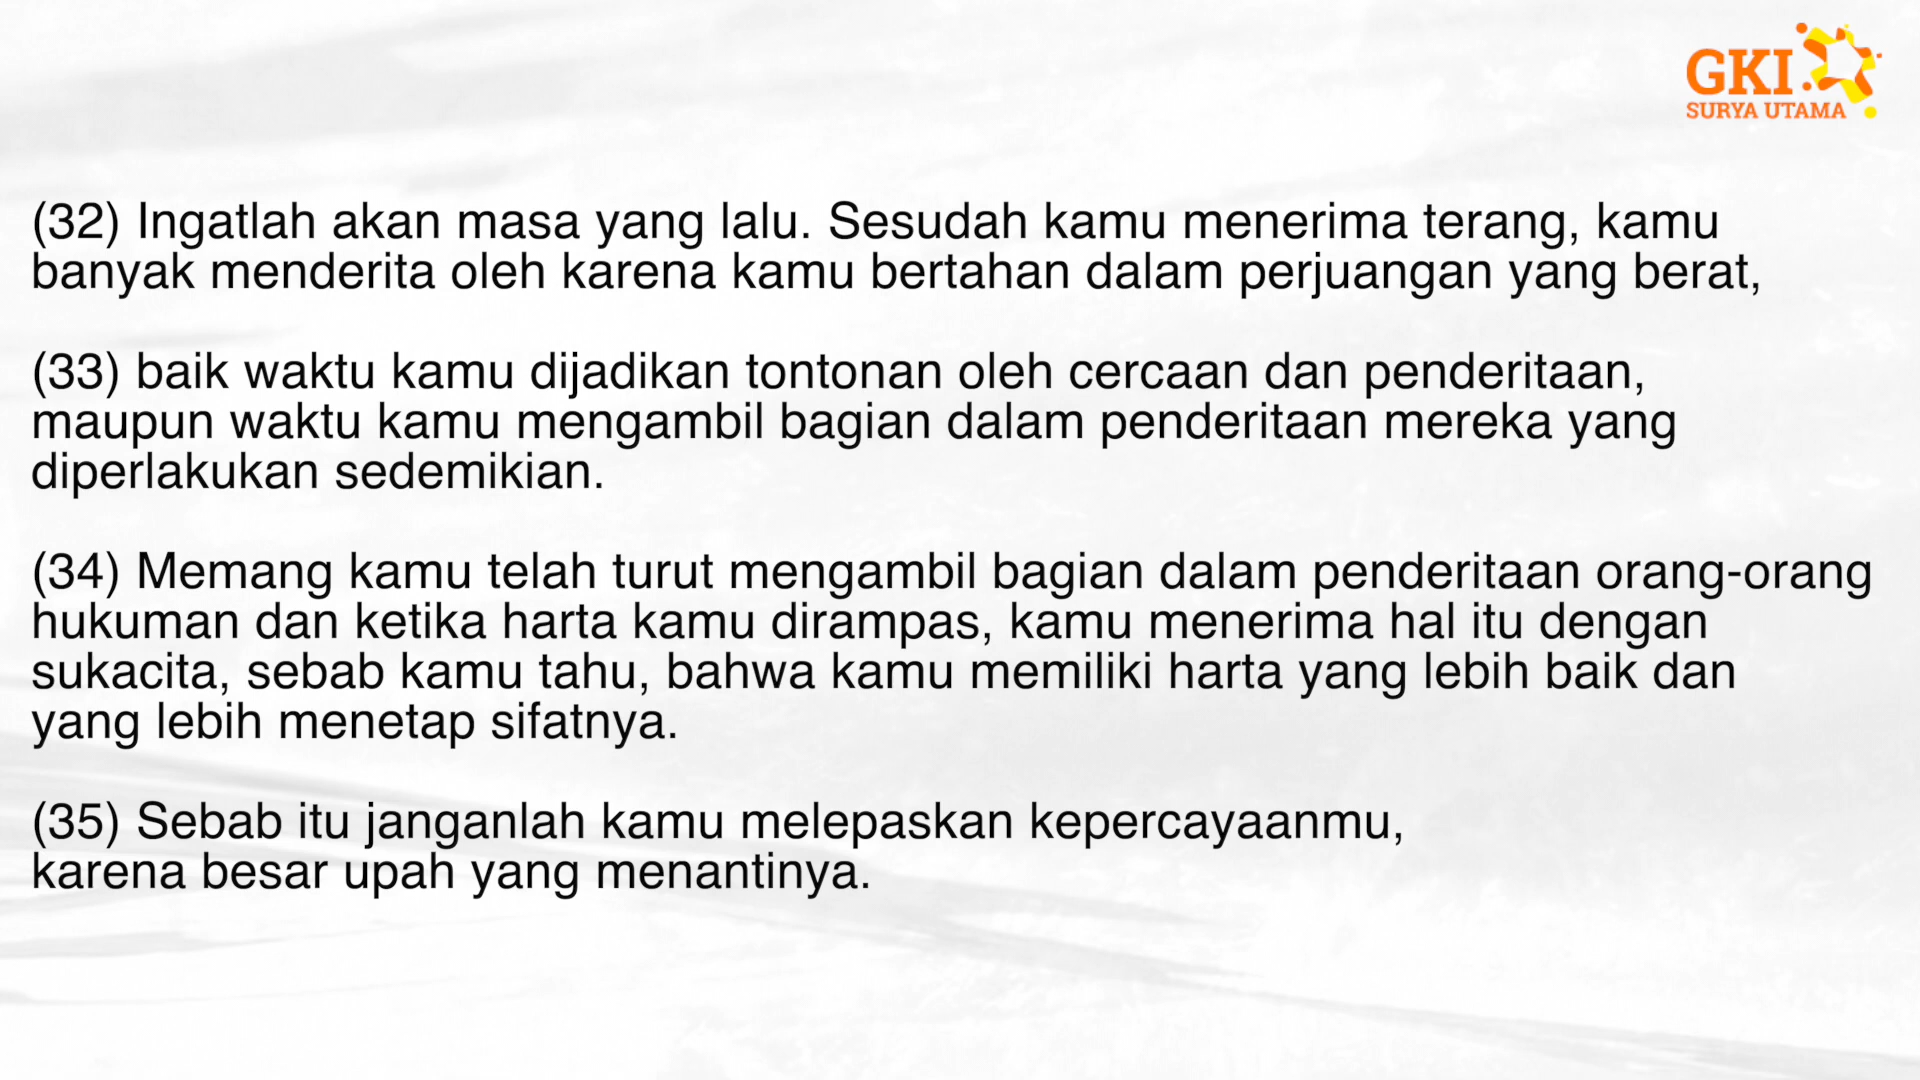 GKI
SURYA UTAMA
(32) Ingatlah akan masa yang lalu. Sesudah kamu menerima terang, kamu
banyak menderita oleh karena kamu bertahan dalam perjuangan yang berat,
(33) baik waktu kamu dijadikan tontonan oleh cercaan dan penderitaan,
maupun waktu kamu mengambil bagian dalam penderitaan mereka yang
diperlakukan sedemikian.
(34) Memang kamu telah turut mengambil bagian dalam penderitaan orang-orang
hukuman dan ketika harta kamu dirampas, kamu menerima hal itu dengan
sukacita, sebab kamu tahu, bahwa kamu memiliki harta yang lebih baik dan
yang lebih menetap sifatnya.
(35) Sebab itu janganlah kamu melepaskan kepercayaanmu,
karena besar upah yang menantinya.